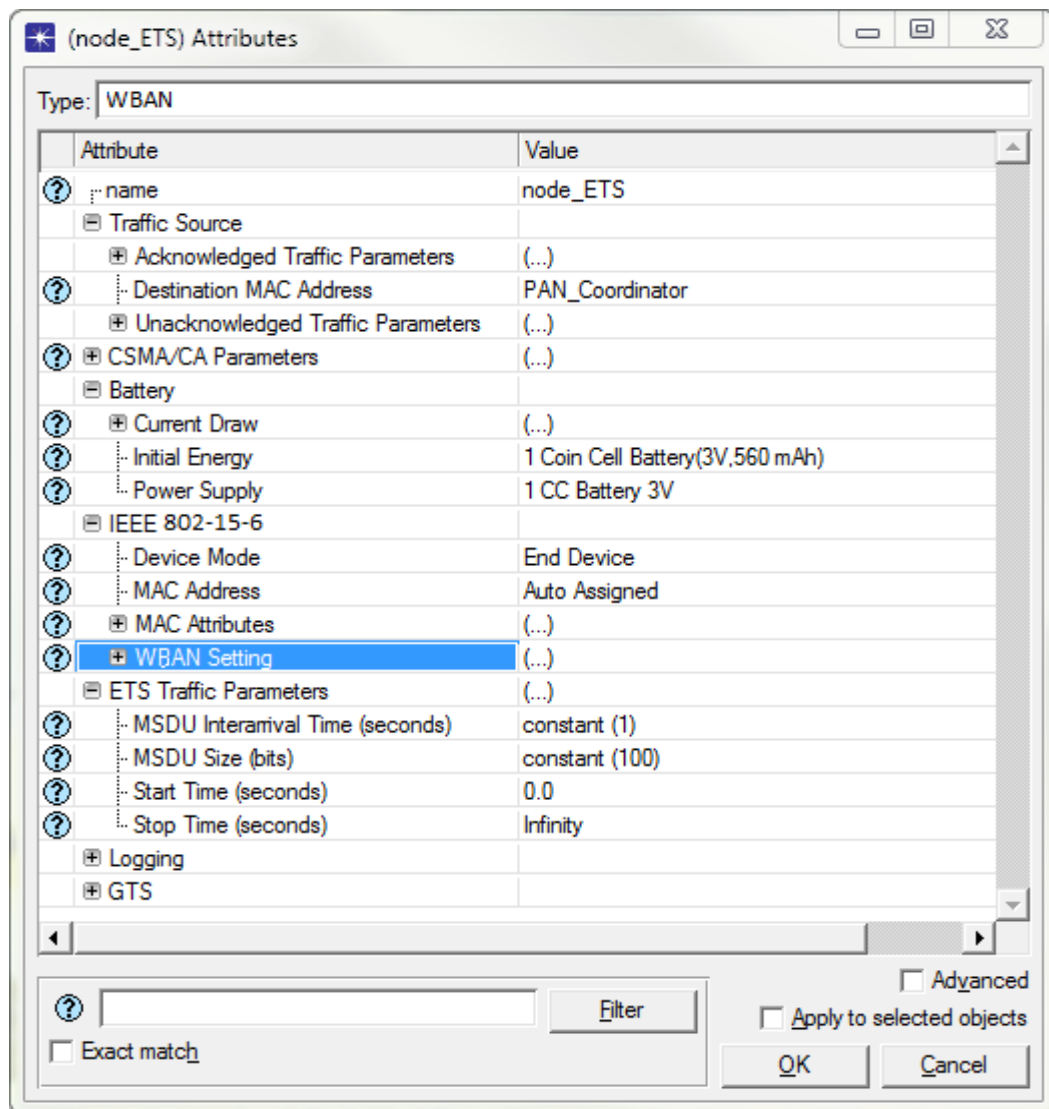 (node_ETS) Attributes
Type: WBAN
Attribute Value
name node_ETS
Traffic Source
Acknowledged Traffic Parameters (...)
Destination MAC Address PAN_Coordinator
Unacknowledged Traffic Parameters (...)
CSMA/CA Parameters (...)
Battery
Current Draw (...)
Initial Energy 1 Coin Cell Battery(3V,560 mAh)
Power Supply 1 CC Battery 3V
IEEE 802-15-6
Device Mode End Device
MAC Address Auto Assigned
MAC Attributes (...)
WBAN Setting (...)
ETS Traffic Parameters (...)
MSDU Interarrival Time (seconds) constant (1)
MSDU Size (bits) constant (100)
Start Time (seconds) 0.0
Stop Time (seconds) Infinity
Logging
GTS
Advanced
Filter
Apply to selected objects
Exact match
OK Cancel